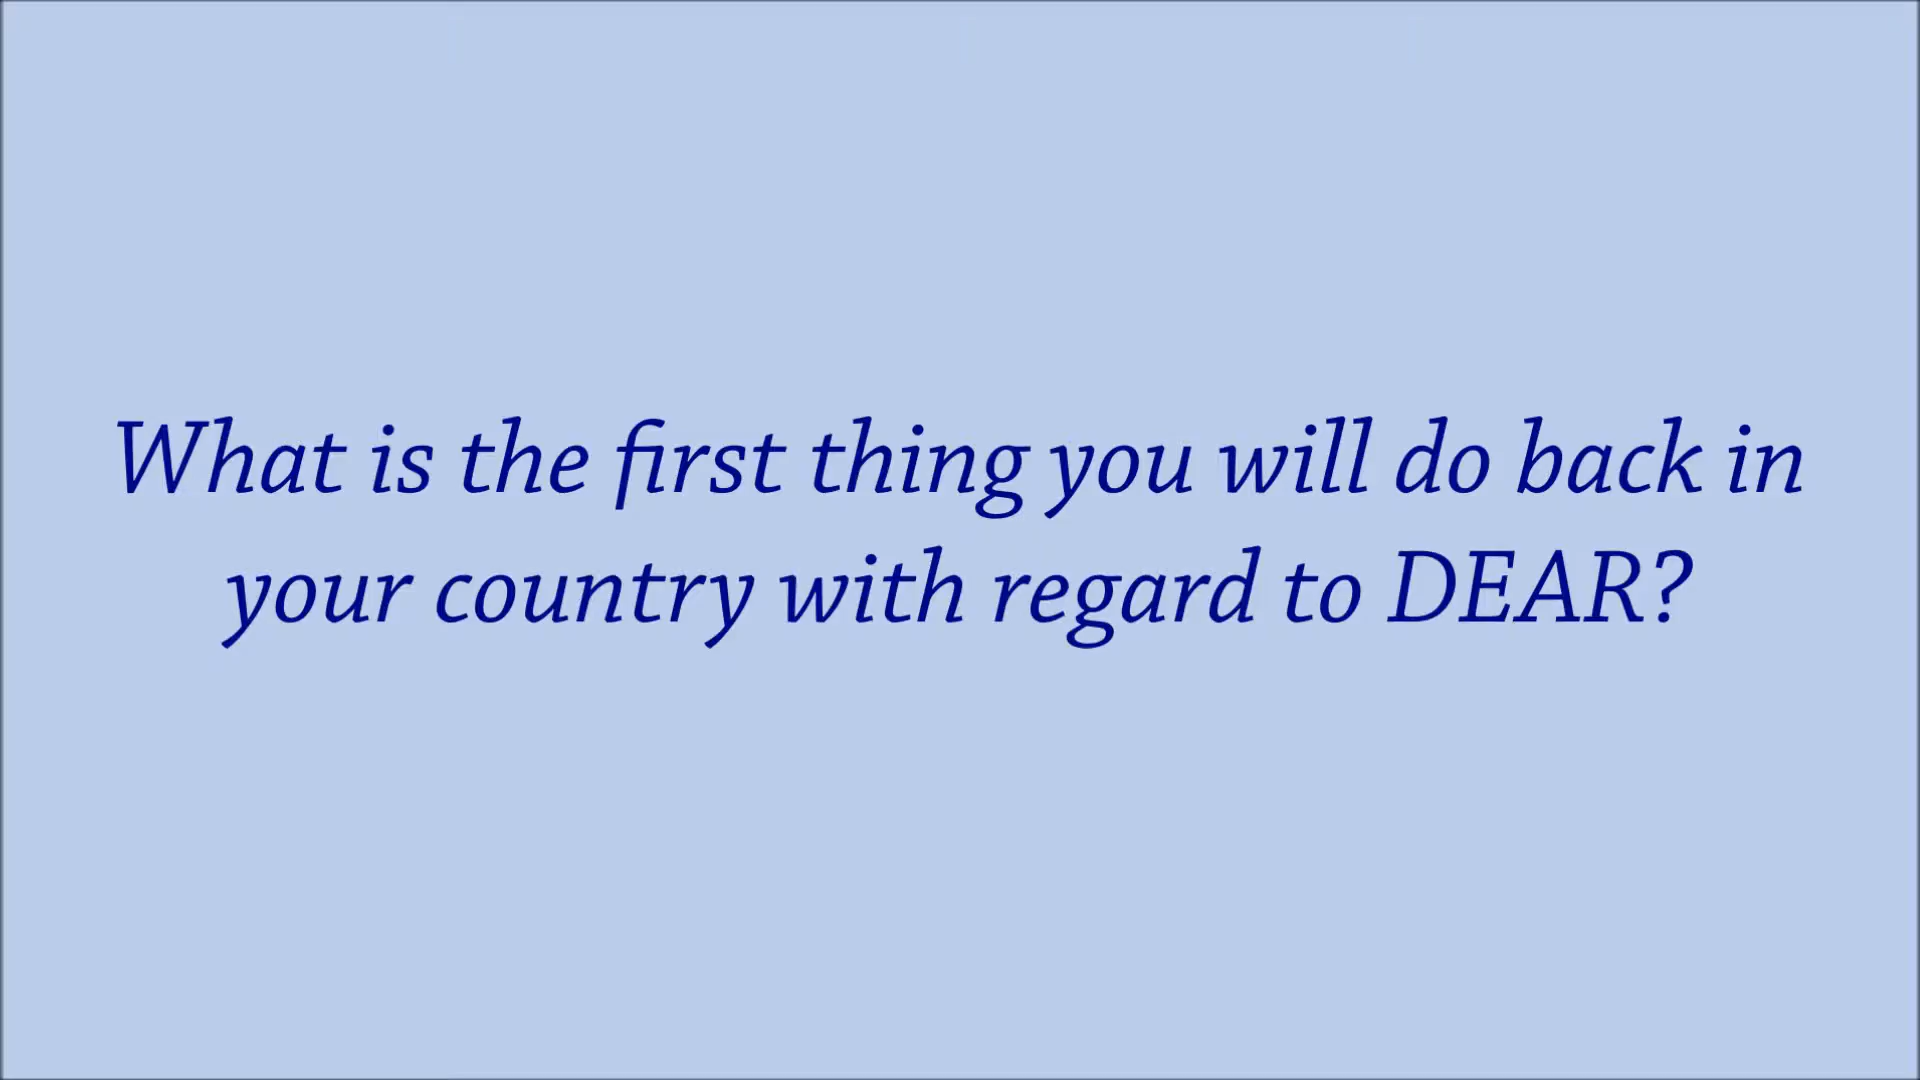 What is the first thing you will do back in
your country with regard to DEAR?